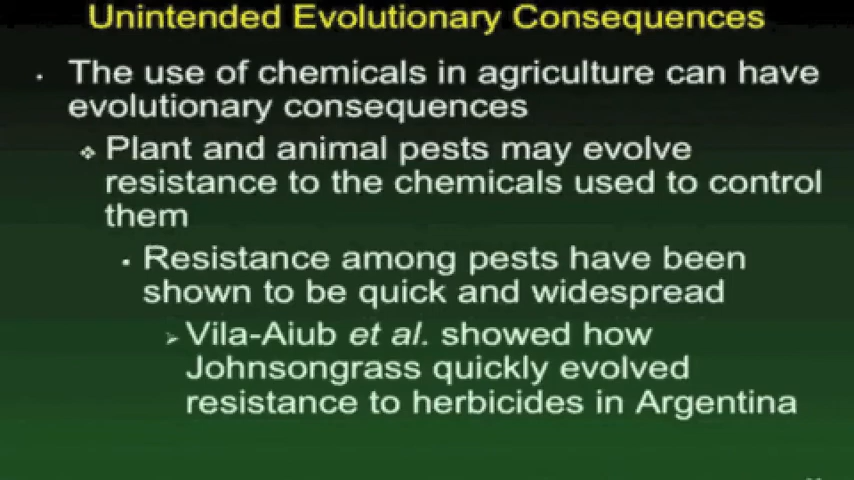 Unintended Evolutionary Consequences
• The use of chemicals in agriculture can have
evolutionary consequences
❖ Plant and animal pests may evolve
resistance to the chemicals used to control
them
▪ Resistance among pests have been
shown to be quick and widespread
➢ Vila-Aiub et al. showed how
Johnsongrass quickly evolved
resistance to herbicides in Argentina